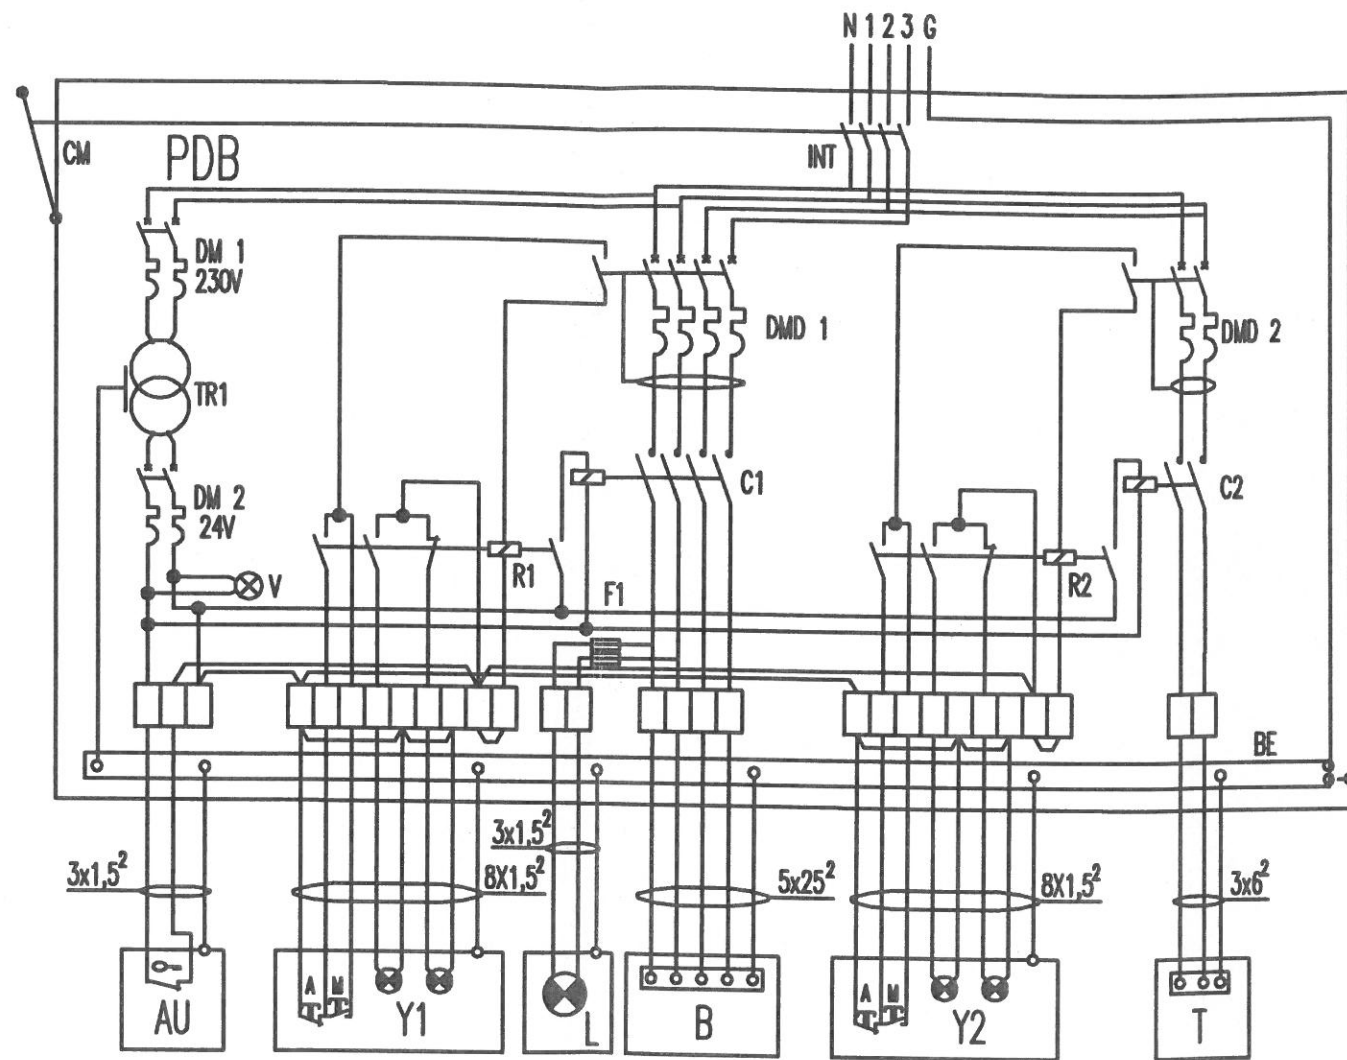 N 1 2 3 G
CM
PDB
INT
DM 1
230V
DMD 1
DMD 2
TR1
C1
C2
DM 2
24V
R1
R2
V
F1
BE
3x1,5²
3x1,5²
8X1,5²
5x25²
8X1,5²
3x6²
A M
A M
AU
Y1
L
B
Y2
T